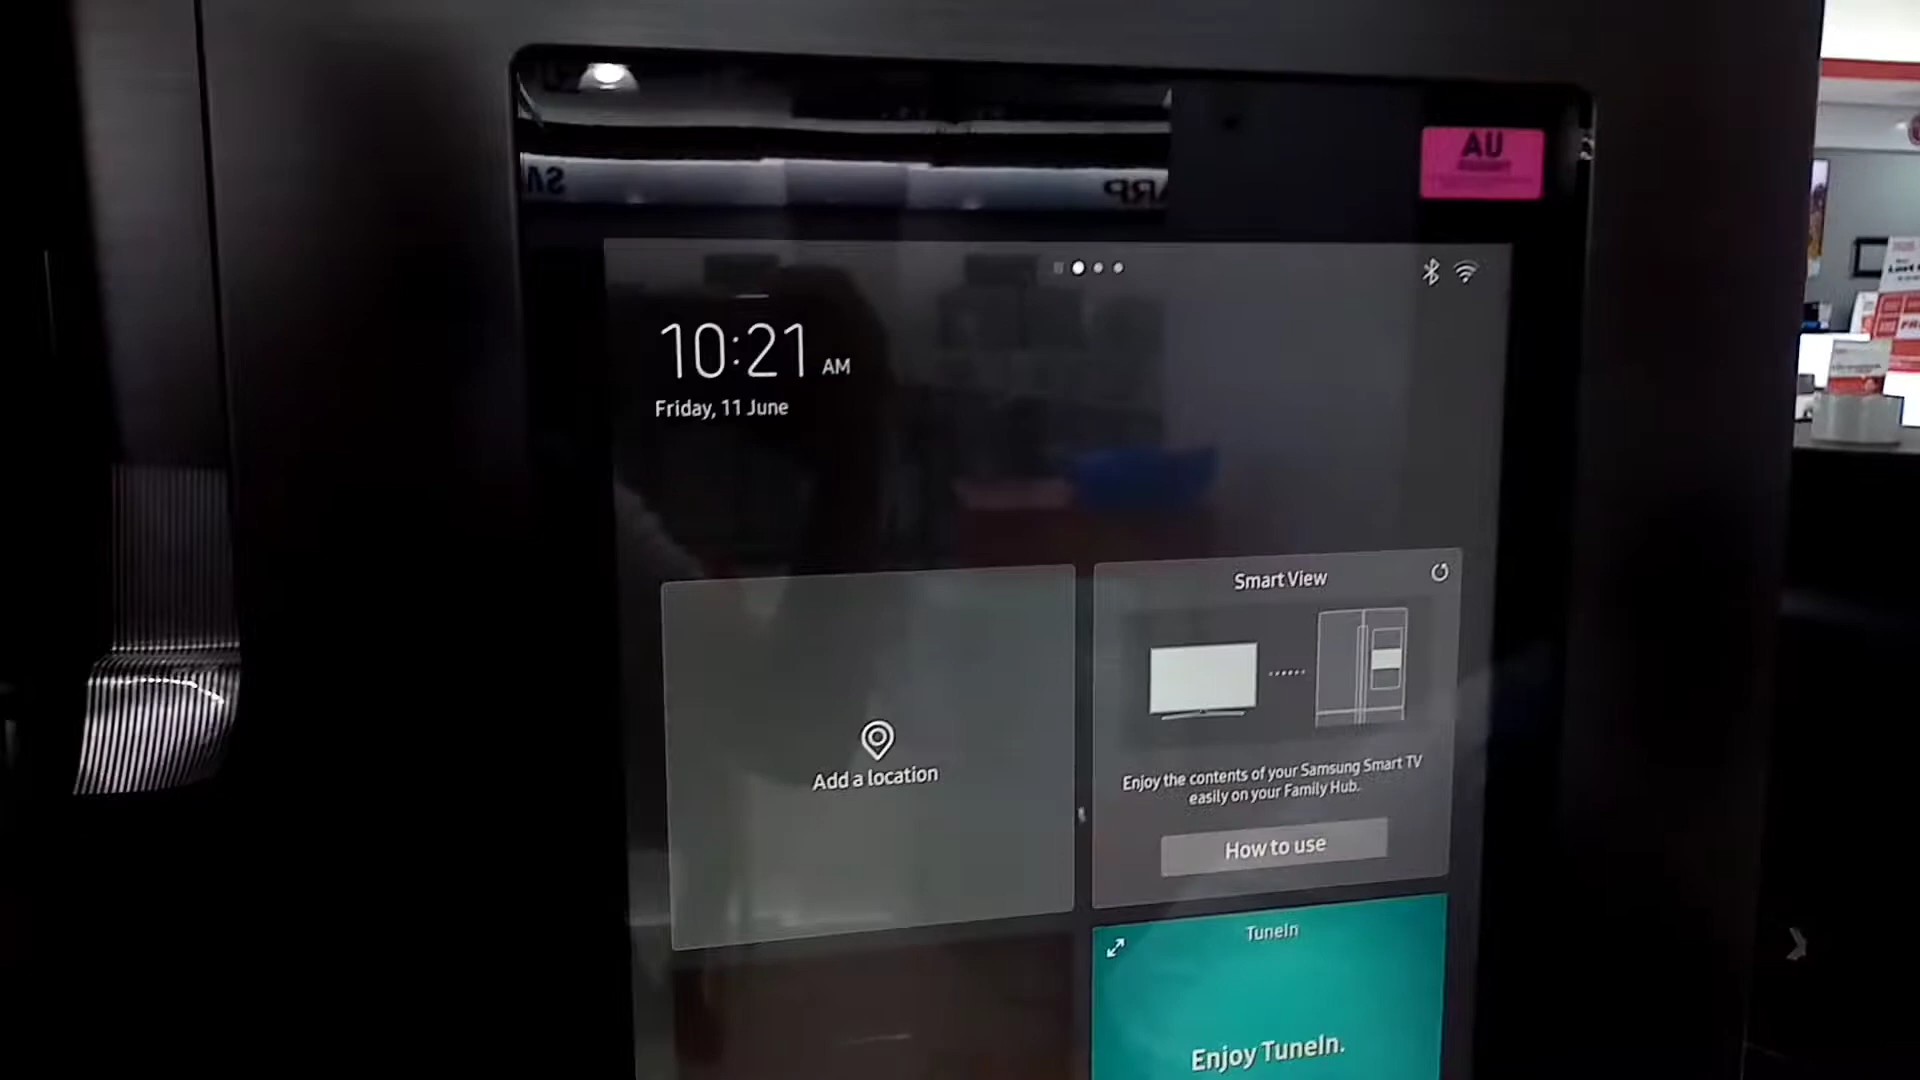 AU
10:21 AM
Friday, 11 June
Smart View
Add a location
Enjoy the contents of your Samsung Smart TV
easily on your Family Hub.
How to use
TuneIn
Enjoy TuneIn.